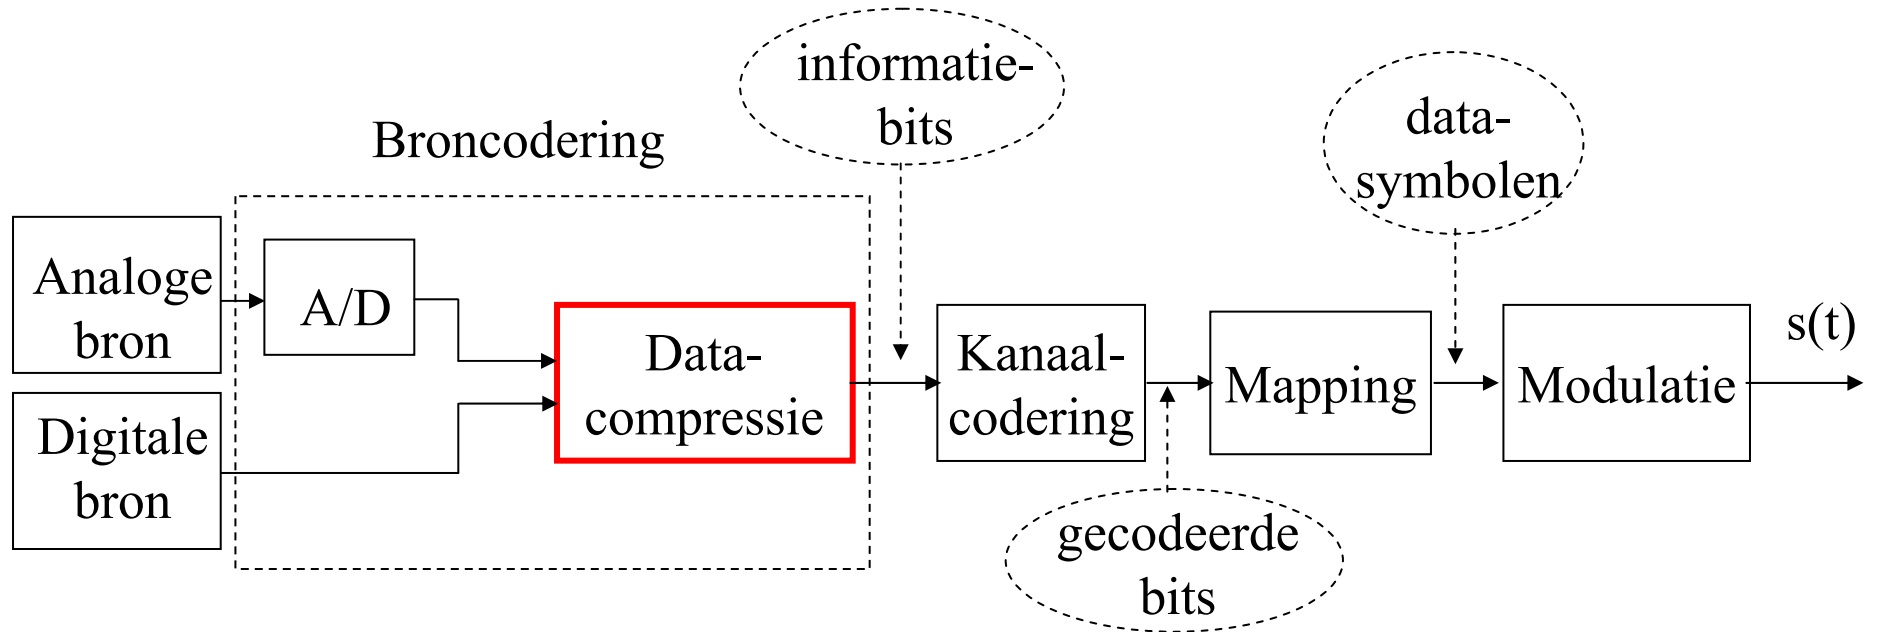 informatie-
bits
data-
symbolen
Broncodering
Analoge
bron
A/D
Data-
compressie
Kanaal-
codering
Mapping
Modulatie
s(t)
Digitale
bron
gecodeerde
bits